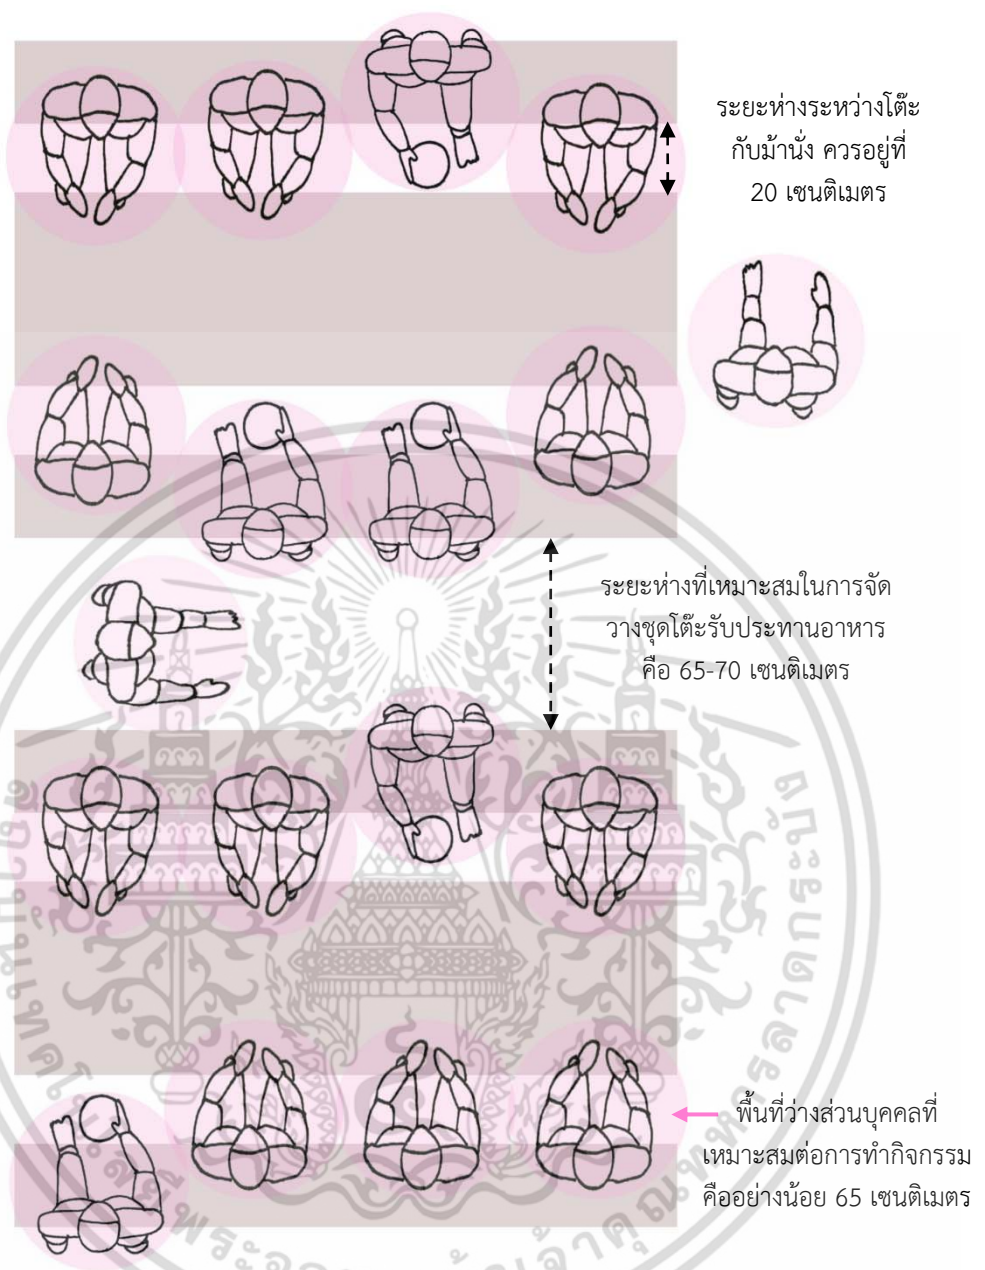 ระยะห่างระหว่างโต๊ะ
กับม้านั่ง ควรอยู่ที่
20 เซนติเมตร
ระยะห่างที่เหมาะสมในการจัด
วางชุดโต๊ะรับประทานอาหาร
คือ 65-70 เซนติเมตร
พื้นที่ว่างส่วนบุคคลที่
เหมาะสมต่อการทำกิจกรรม
คืออย่างน้อย 65 เซนติเมตร